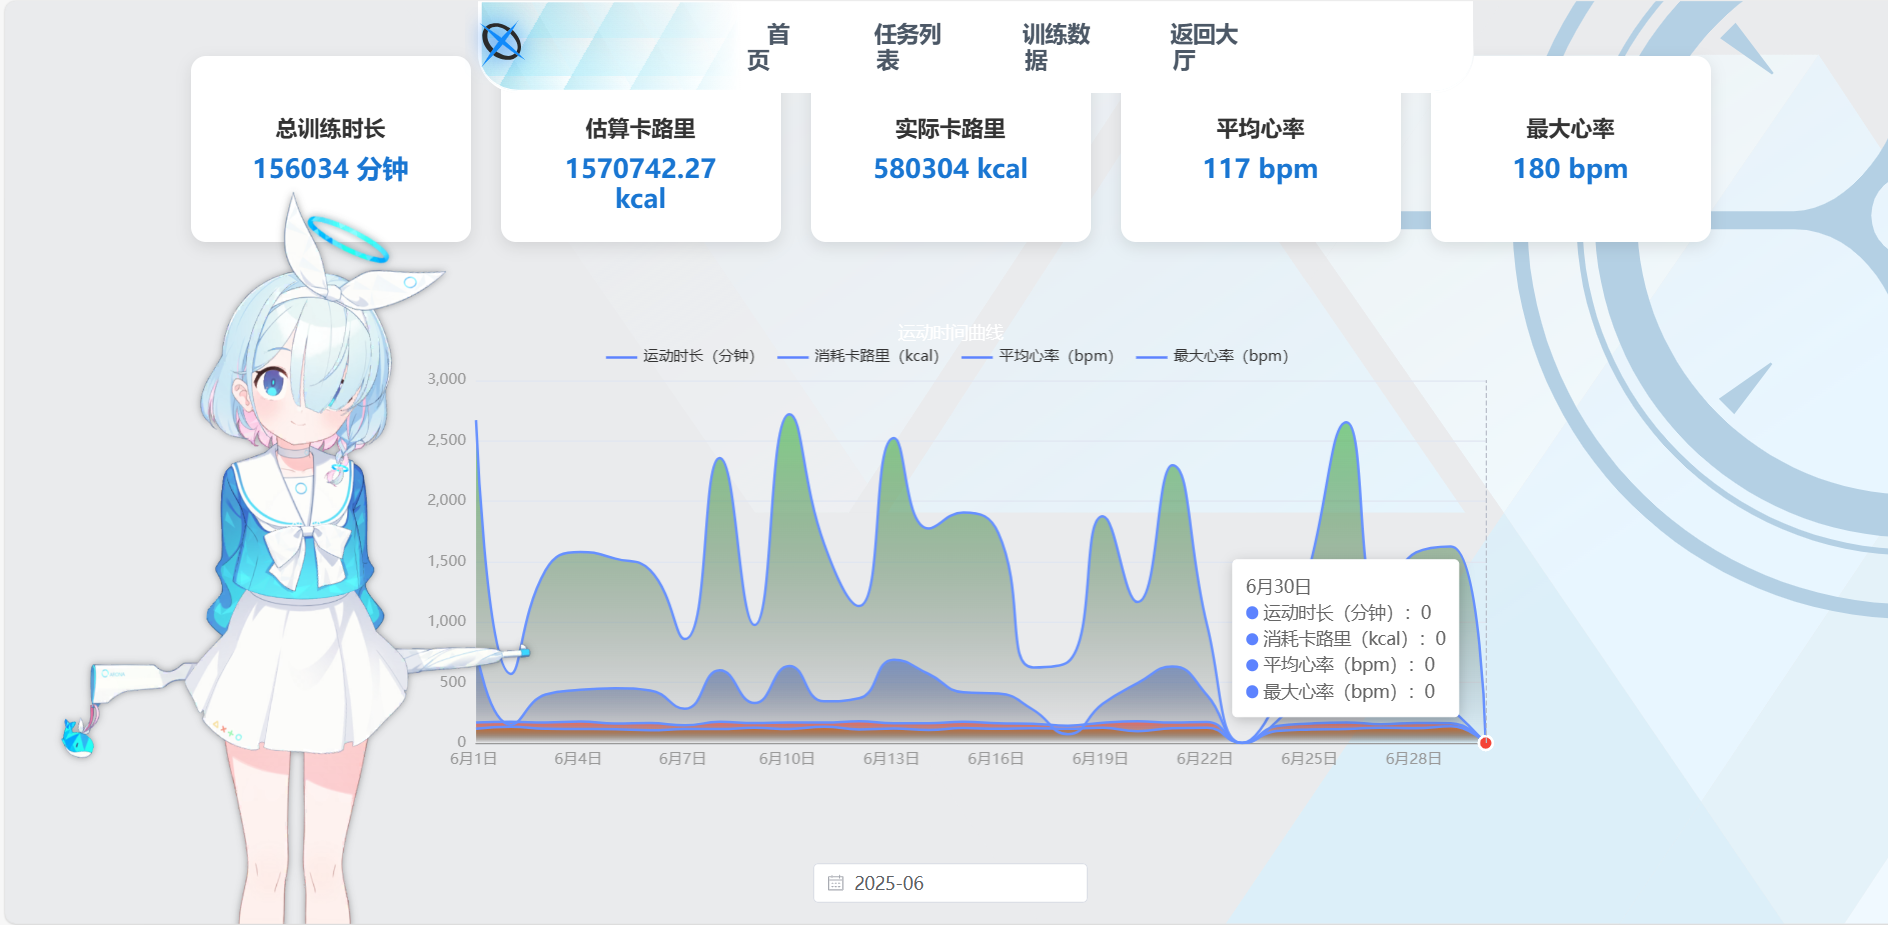 首
页
任务列
表
训练数
据
返回大
厅
总训练时长
156034 分钟
估算卡路里
1570742.27
kcal
实际卡路里
580304 kcal
平均心率
117 bpm
最大心率
180 bpm
运动时间曲线
运动时长（分钟）
消耗卡路里（kcal）
平均心率（bpm）
最大心率（bpm）
3,000
2,500
2,000
1,500
1,000
500
0
6月1日
6月4日
6月7日
6月10日
6月13日
6月16日
6月19日
6月22日
6月25日
6月28日
6月30日
运动时长（分钟）: 0
消耗卡路里（kcal）: 0
平均心率（bpm）: 0
最大心率（bpm）: 0
2025-06